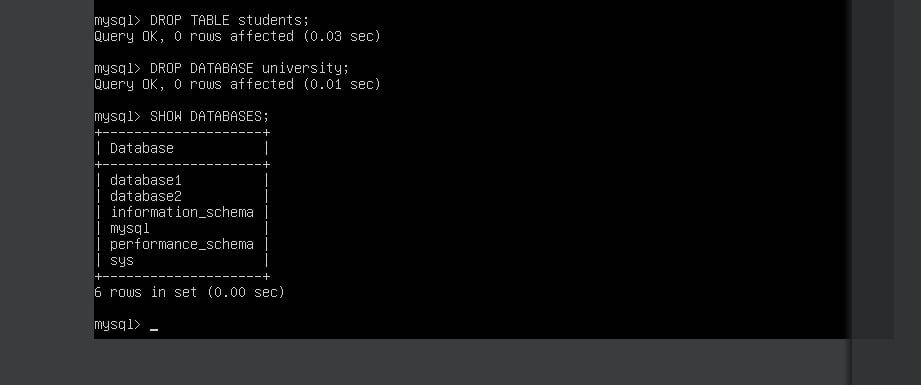 mysql> DROP TABLE students;
Query OK, 0 rows affected (0.03 sec)
mysql> DROP DATABASE university;
Query OK, 0 rows affected (0.01 sec)
mysql> SHOW DATABASES;
+--------------------+
| Database           |
+--------------------+
| database1          |
| database2          |
| information_schema |
| mysql              |
| performance_schema |
| sys                |
+--------------------+
6 rows in set (0.00 sec)
mysql> _